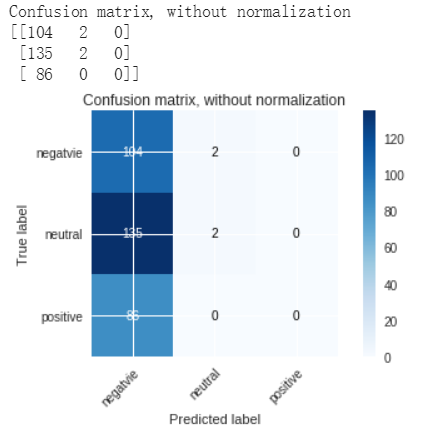 Confusion matrix, without normalization
[[104 2 0]
[135 2 0]
[ 86 0 0]]
Confusion matrix, without normalization
negatvie
neutral
positive
True label
104 2 0
135 2 0
86 0 0
negatvie
neutral
positive
Predicted label
120
100
80
60
40
20
0